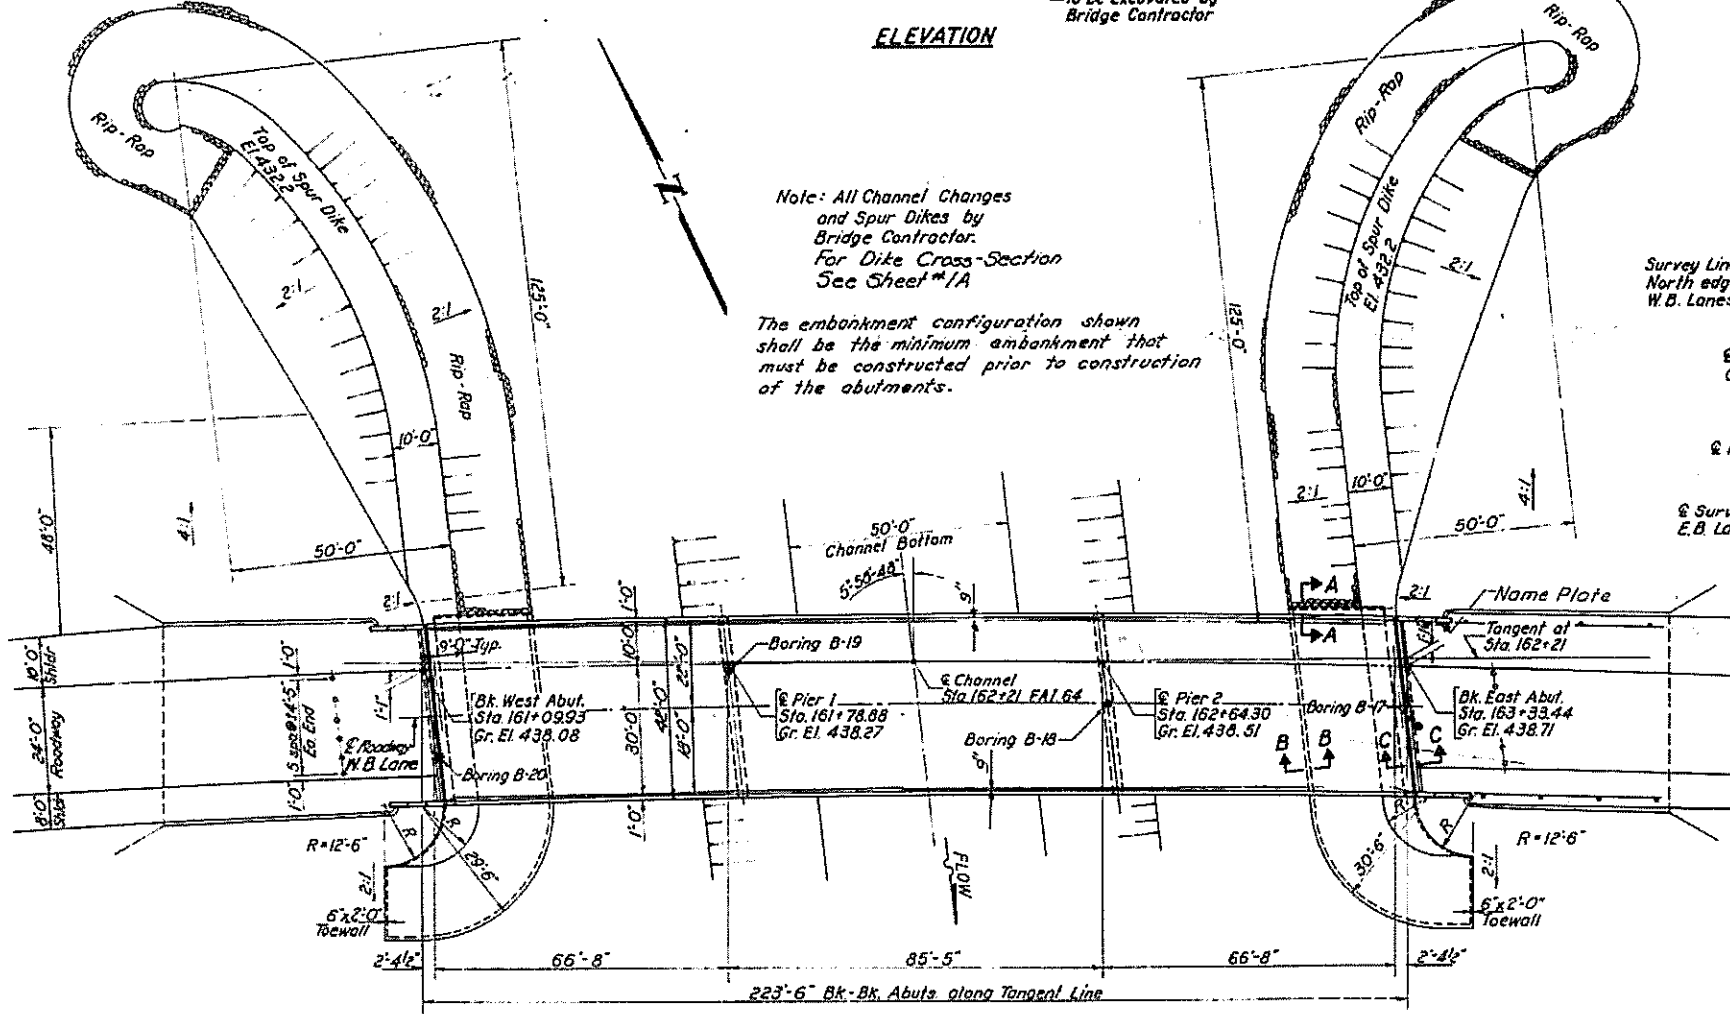 To be Excavated by
Bridge Contractor
ELEVATION
Rip-Rap
Rip-Rap
Top of Spur Dike
El. 432.2
2:1
2:1
125'-0"
Rip-Rap
10'-0"
50'-0"
48'-0"
4:1
2:1
N
Note: All Channel Changes
and Spur Dikes by
Bridge Contractor.
For Dike Cross-Section
See Sheet #1A
The embankment configuration shown
shall be the minimum embankment that
must be constructed prior to construction
of the abutments.
Rip-Rap
Top of Spur Dike
El. 432.2
2:1
125'-0"
2:1
10'-0"
4:1
50'-0"
Survey Lin
North edg
W.B. Lanes
℄ Surv
E.B. La
50'-0"
Channel Bottom
5°-58'-48"
A
A
2:1
Name Plate
Tangent at
Sta. 162+21
10'-0"
Shldr
24'-0"
Roadway
8'-0"
Shldr
1'-0"
5 spa @ 14'-5"
Ea. End
1'-0"
1'-1"
℄ Roadway
W.B. Lane
9'-0" Typ.
Bk. West Abut.
Sta. 161+09.93
Gr. El. 438.08
Boring B-20
1'-0"
10'-0"
30'-0"
1'-0"
42'-0"
22'-0"
18'-0"
Boring B-19
℄ Pier 1
Sta. 161+78.88
Gr. El. 438.27
℄ Channel
Sta. 162+21 FAI.64
Boring B-18
℄ Pier 2
Sta. 162+64.30
Gr. El. 438.51
Boring B-17
Bk. East Abut.
Sta. 163+33.44
Gr. El. 438.71
B
B
C
C
R
R
29'-6"
R=12'-6"
2:1
6"x2'-0"
Toewall
FLOW
R
R
30'-6"
R=12'-6"
2:1
6"x2'-0"
Toewall
2'-4½"
66'-8"
85'-5"
66'-8"
2'-4½"
223'-6" Bk-Bk. Abuts. along Tangent Line